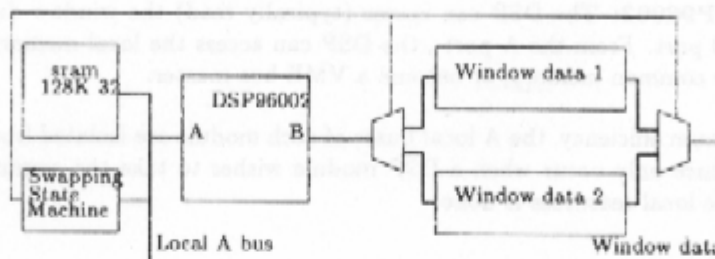 sram
128K 32
DSP96002
A
B
Window data 1
Window data 2
Swapping
State
Machine
Local A bus
Window data